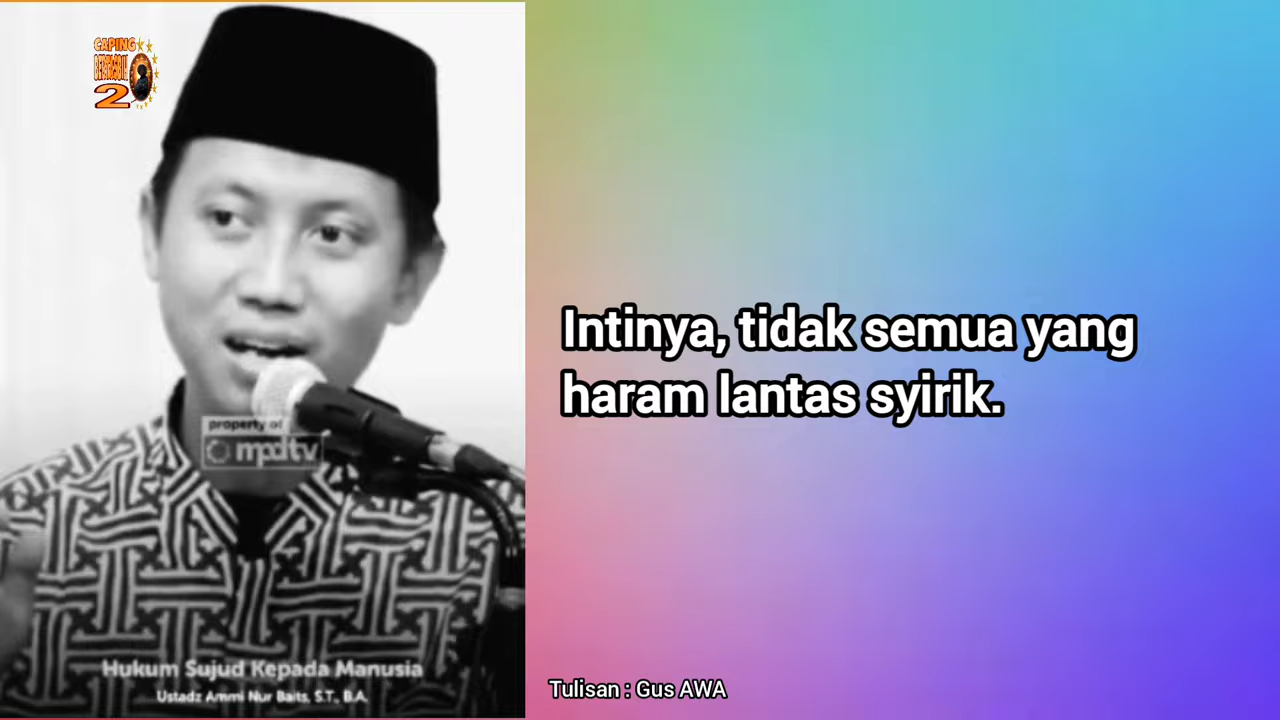 CAPING
BERTASBIH
2
Intinya, tidak semua yang
haram lantas syirik.
property of
mpdtv
Hukum Sujud Kepada Manusia
Ustadz Ammi Nur Baits, S.T., B.A.
Tulisan : Gus AWA